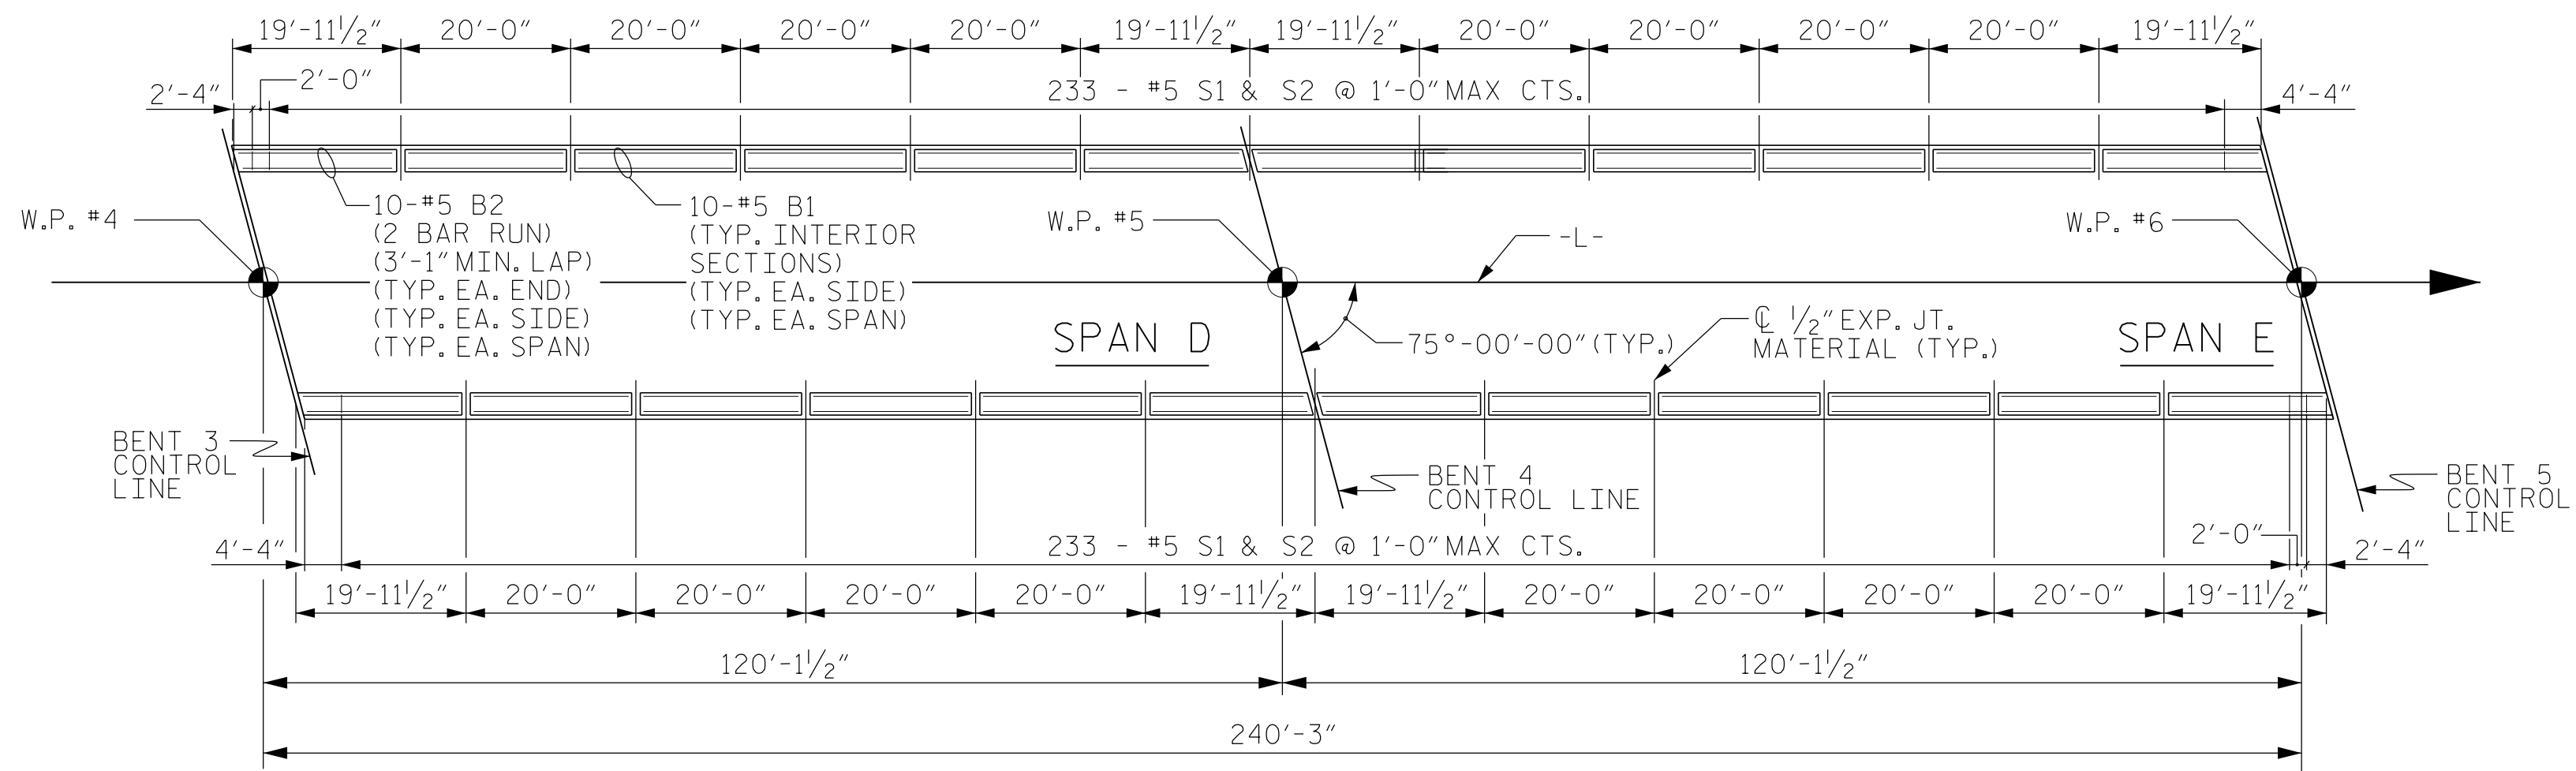 19'-11½" 20'-0" 20'-0" 20'-0" 20'-0" 19'-11½" 19'-11½" 20'-0" 20'-0" 20'-0" 20'-0" 19'-11½"
2'-0"
2'-4" 233 - #5 S1 & S2 @ 1'-0" MAX CTS. 4'-4"
W.P. #4
10-#5 B2
(2 BAR RUN)
(3'-1" MIN. LAP)
(TYP. EA. END)
(TYP. EA. SIDE)
(TYP. EA. SPAN)
10-#5 B1
(TYP. INTERIOR
SECTIONS)
(TYP. EA. SIDE)
(TYP. EA. SPAN)
W.P. #5
-L-
W.P. #6
SPAN D
75°-00'-00" (TYP.)
℄ ½" EXP. JT.
MATERIAL (TYP.)
SPAN E
BENT 3
CONTROL
LINE
BENT 4
CONTROL LINE
BENT 5
CONTROL
LINE
4'-4" 233 - #5 S1 & S2 @ 1'-0" MAX CTS. 2'-0" 2'-4"
19'-11½" 20'-0" 20'-0" 20'-0" 20'-0" 19'-11½" 19'-11½" 20'-0" 20'-0" 20'-0" 20'-0" 19'-11½"
120'-1½" 120'-1½"
240'-3"